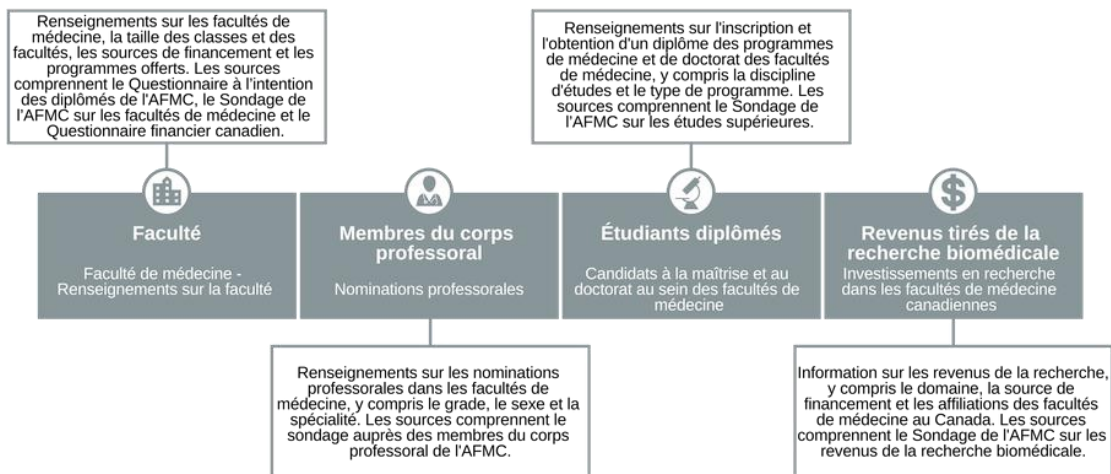 Renseignements sur les facultés de
médecine, la taille des classes et des
facultés, les sources de financement et les
programmes offerts. Les sources
comprennent le Questionnaire à l'intention
des diplômés de l'AFMC, le Sondage de
l'AFMC sur les facultés de médecine et le
Questionnaire financier canadien.
Renseignements sur l'inscription et
l'obtention d'un diplôme des programmes
de médecine et de doctorat des facultés
de médecine, y compris la discipline
d'études et le type de programme. Les
sources comprennent le Sondage de
l'AFMC sur les études supérieures.
Faculté
Faculté de médecine -
Renseignements sur la faculté
Membres du corps
professoral
Nominations professorales
Étudiants diplômés
Candidats à la maîtrise et au
doctorat au sein des facultés de
médecine
Revenus tirés de la
recherche biomédicale
Investissements en recherche
dans les facultés de médecine
canadiennes
Renseignements sur les nominations
professorales dans les facultés de
médecine, y compris le grade, le sexe et la
spécialité. Les sources comprennent le
sondage auprès des membres du corps
professoral de l'AFMC.
Information sur les revenus de la recherche,
y compris le domaine, la source de
financement et les affiliations des facultés
de médecine au Canada. Les sources
comprennent le Sondage de l'AFMC sur les
revenus de la recherche biomédicale.